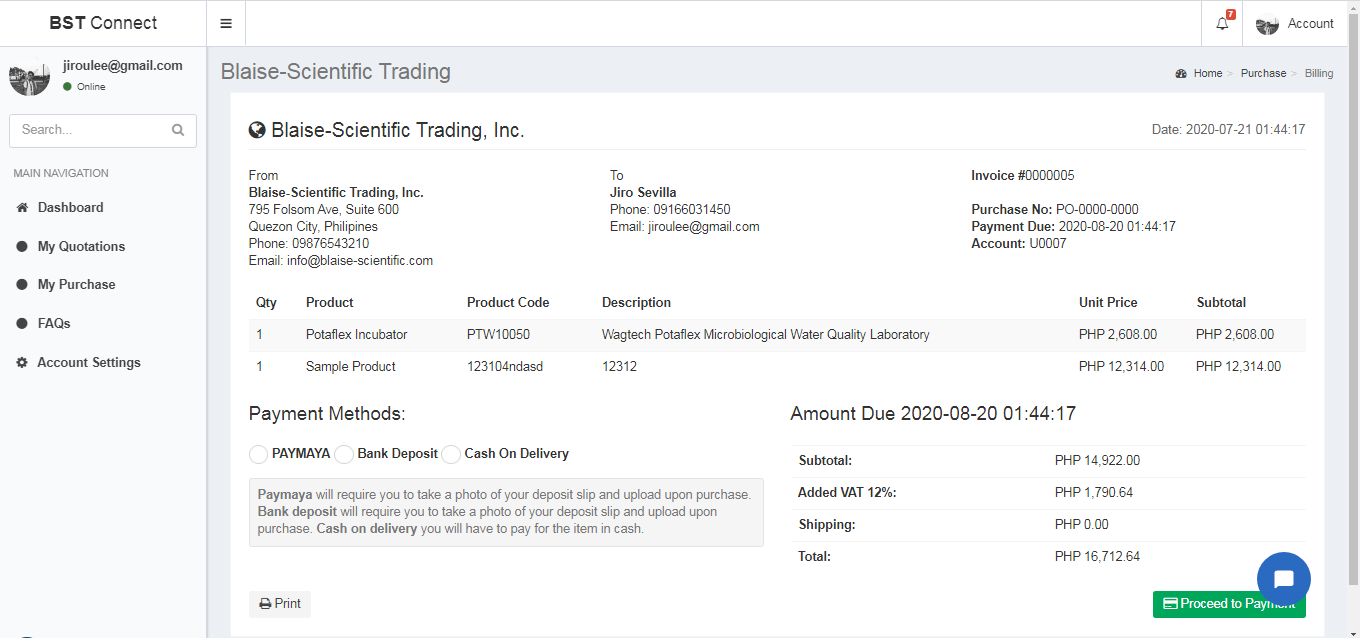 BST Connect
7
Account
jiroulee@gmail.com
Online
Search...
MAIN NAVIGATION
Dashboard
My Quotations
My Purchase
FAQs
Account Settings
Blaise-Scientific Trading
Home > Purchase > Billing
Blaise-Scientific Trading, Inc.
Date: 2020-07-21 01:44:17
From
Blaise-Scientific Trading, Inc.
795 Folsom Ave, Suite 600
Quezon City, Philipines
Phone: 09876543210
Email: info@blaise-scientific.com
To
Jiro Sevilla
Phone: 09166031450
Email: jiroulee@gmail.com
Invoice #0000005
Purchase No: PO-0000-0000
Payment Due: 2020-08-20 01:44:17
Account: U0007
Qty Product Product Code Description Unit Price Subtotal
1 Potaflex Incubator PTW10050 Wagtech Potaflex Microbiological Water Quality Laboratory PHP 2,608.00 PHP 2,608.00
1 Sample Product 123104ndasd 12312 PHP 12,314.00 PHP 12,314.00
Payment Methods:
PAYMAYA Bank Deposit Cash On Delivery
Paymaya will require you to take a photo of your deposit slip and upload upon purchase.
Bank deposit will require you to take a photo of your deposit slip and upload upon
purchase. Cash on delivery you will have to pay for the item in cash.
Amount Due 2020-08-20 01:44:17
Subtotal: PHP 14,922.00
Added VAT 12%: PHP 1,790.64
Shipping: PHP 0.00
Total: PHP 16,712.64
Print
Proceed to Payment